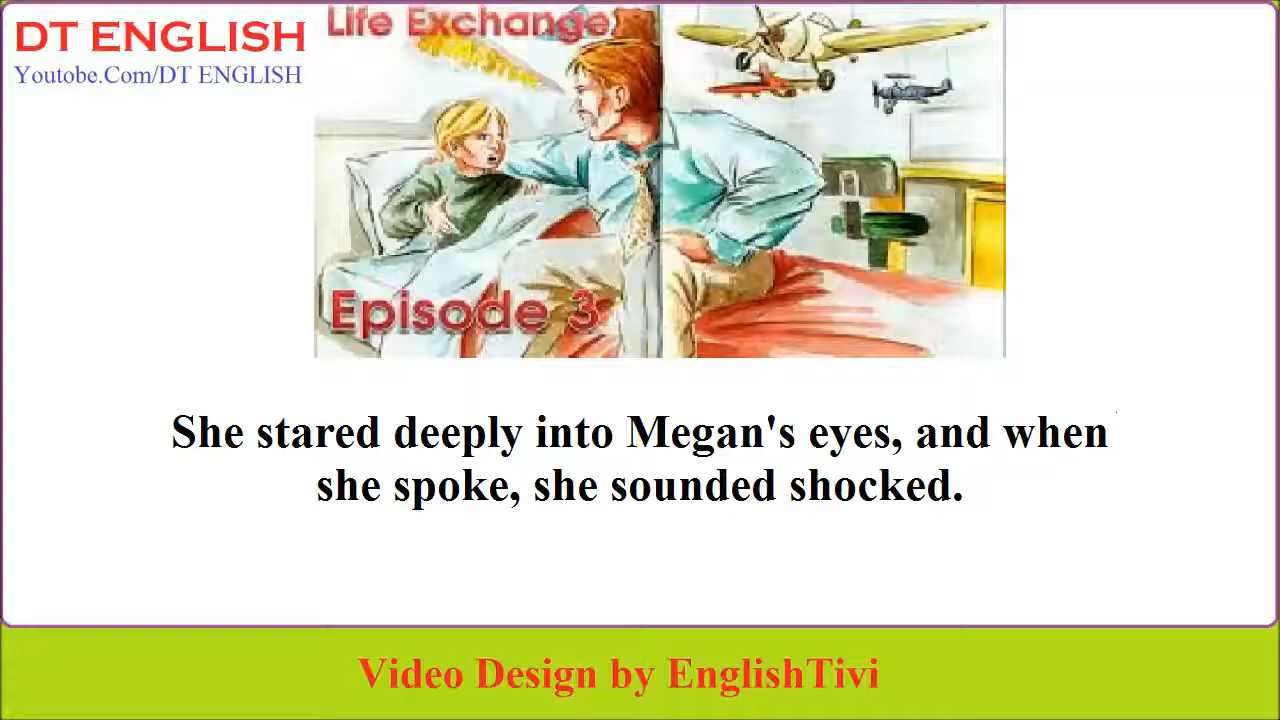 DT ENGLISH
Youtube.Com/DT ENGLISH
Life Exchange
Episode 3
She stared deeply into Megan's eyes, and when
she spoke, she sounded shocked.
Video Design by EnglishTivi